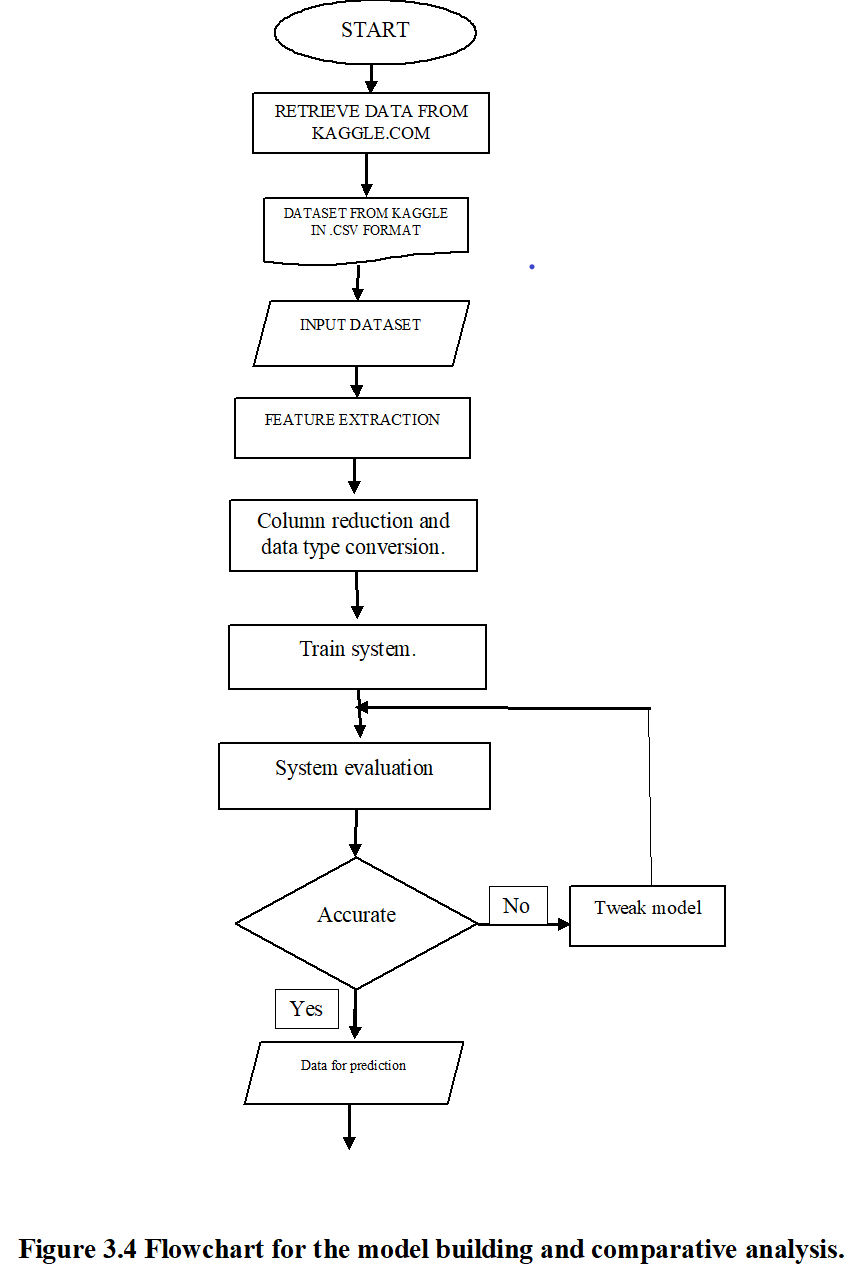 START
RETRIEVE DATA FROM
KAGGLE.COM
DATASET FROM KAGGLE
IN .CSV FORMAT
INPUT DATASET
FEATURE EXTRACTION
Column reduction and
data type conversion.
Train system.
System evaluation
Accurate
No
Tweak model
Yes
Data for prediction
Figure 3.4 Flowchart for the model building and comparative analysis.